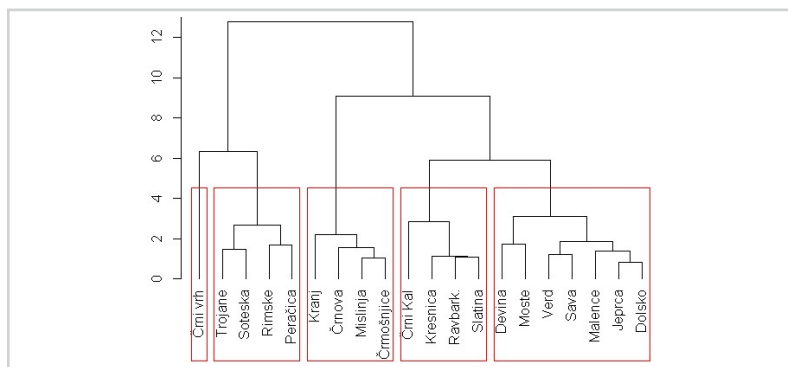 12
10
8
6
4
2
0
Črni vrh
Trojane
Soteska
Rimske
Peračica
Kranj
Črnova
Mislinja
Črmošnjice
Črni Kal
Kresnica
Ravbark.
Slatina
Devina
Moste
Verd
Sava
Malence
Jeprca
Dolsko